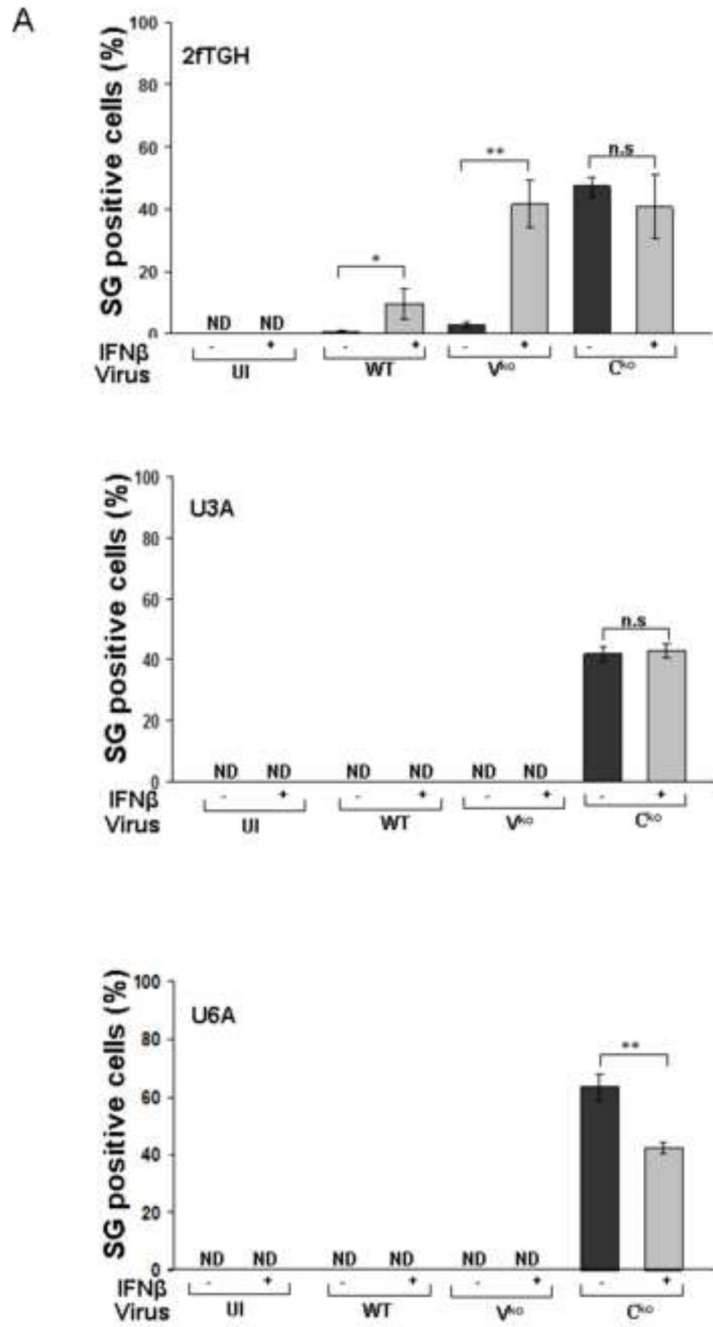 A
SG positive cells (%)
100
80
60
40
20
0
2fTGH
ND ND
*
**
n.s
IFNβ - + - + - + - +
Virus UI WT Vko Cko
SG positive cells (%)
100
80
60
40
20
0
U3A
ND ND ND ND ND ND
n.s
IFNβ - + - + - + - +
Virus UI WT Vko Cko
SG positive cells (%)
100
80
60
40
20
0
U6A
ND ND ND ND ND ND
**
IFNβ - + - + - + - +
Virus UI WT Vko Cko